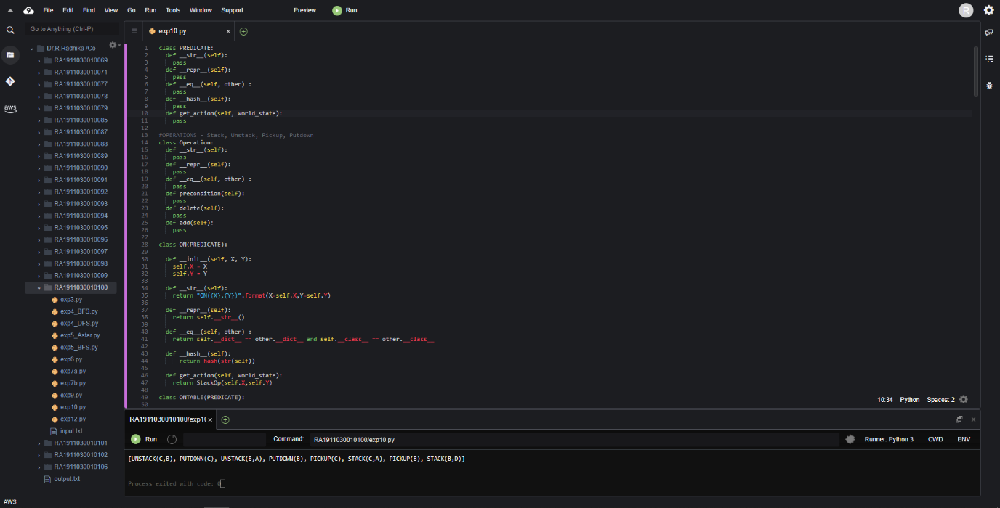 File Edit Find View Go Run Tools Window Support Preview Run
R
Go to Anything (Ctrl-P)
Dr.R.Radhika /Co
RA1911030010069
RA1911030010071
RA1911030010077
RA1911030010078
RA1911030010079
RA1911030010085
RA1911030010087
RA1911030010088
RA1911030010089
RA1911030010090
RA1911030010091
RA1911030010092
RA1911030010093
RA1911030010094
RA1911030010095
RA1911030010096
RA1911030010097
RA1911030010098
RA1911030010099
RA1911030010100
exp3.py
exp4_BFS.py
exp4_DFS.py
exp5_Astar.py
exp5_BFS.py
exp6.py
exp7a.py
exp7b.py
exp9.py
exp10.py
exp12.py
input.txt
RA1911030010101
RA1911030010102
RA1911030010106
output.txt
aws
AWS
exp10.py
1 class PREDICATE:
2 def __str__(self):
3 pass
4 def __repr__(self):
5 pass
6 def __eq__(self, other) :
7 pass
8 def __hash__(self):
9 pass
10 def get_action(self, world_state):
11 pass
12
13 #OPERATIONS - Stack, Unstack, Pickup, Putdown
14 class Operation:
15 def __str__(self):
16 pass
17 def __repr__(self):
18 pass
19 def __eq__(self, other) :
20 pass
21 def precondition(self):
22 pass
23 def delete(self):
24 pass
25 def add(self):
26 pass
27
28 class ON(PREDICATE):
29
30 def __init__(self, X, Y):
31 self.X = X
32 self.Y = Y
33
34 def __str__(self):
35 return "ON({X},{Y})".format(X=self.X,Y=self.Y)
36
37 def __repr__(self):
38 return self.__str__()
39
40 def __eq__(self, other) :
41 return self.__dict__ == other.__dict__ and self.__class__ == other.__class__
42
43 def __hash__(self):
44 return hash(str(self))
45
46 def get_action(self, world_state):
47 return StackOp(self.X,self.Y)
48
49 class ONTABLE(PREDICATE):
50
10:34 Python Spaces: 2
RA1911030010100/exp1
Run Command: RA1911030010100/exp10.py Runner: Python 3 CWD ENV
[UNSTACK(C,B), PUTDOWN(C), UNSTACK(B,A), PUTDOWN(B), PICKUP(C), STACK(C,A), PICKUP(B), STACK(B,D)]
Process exited with code: 0